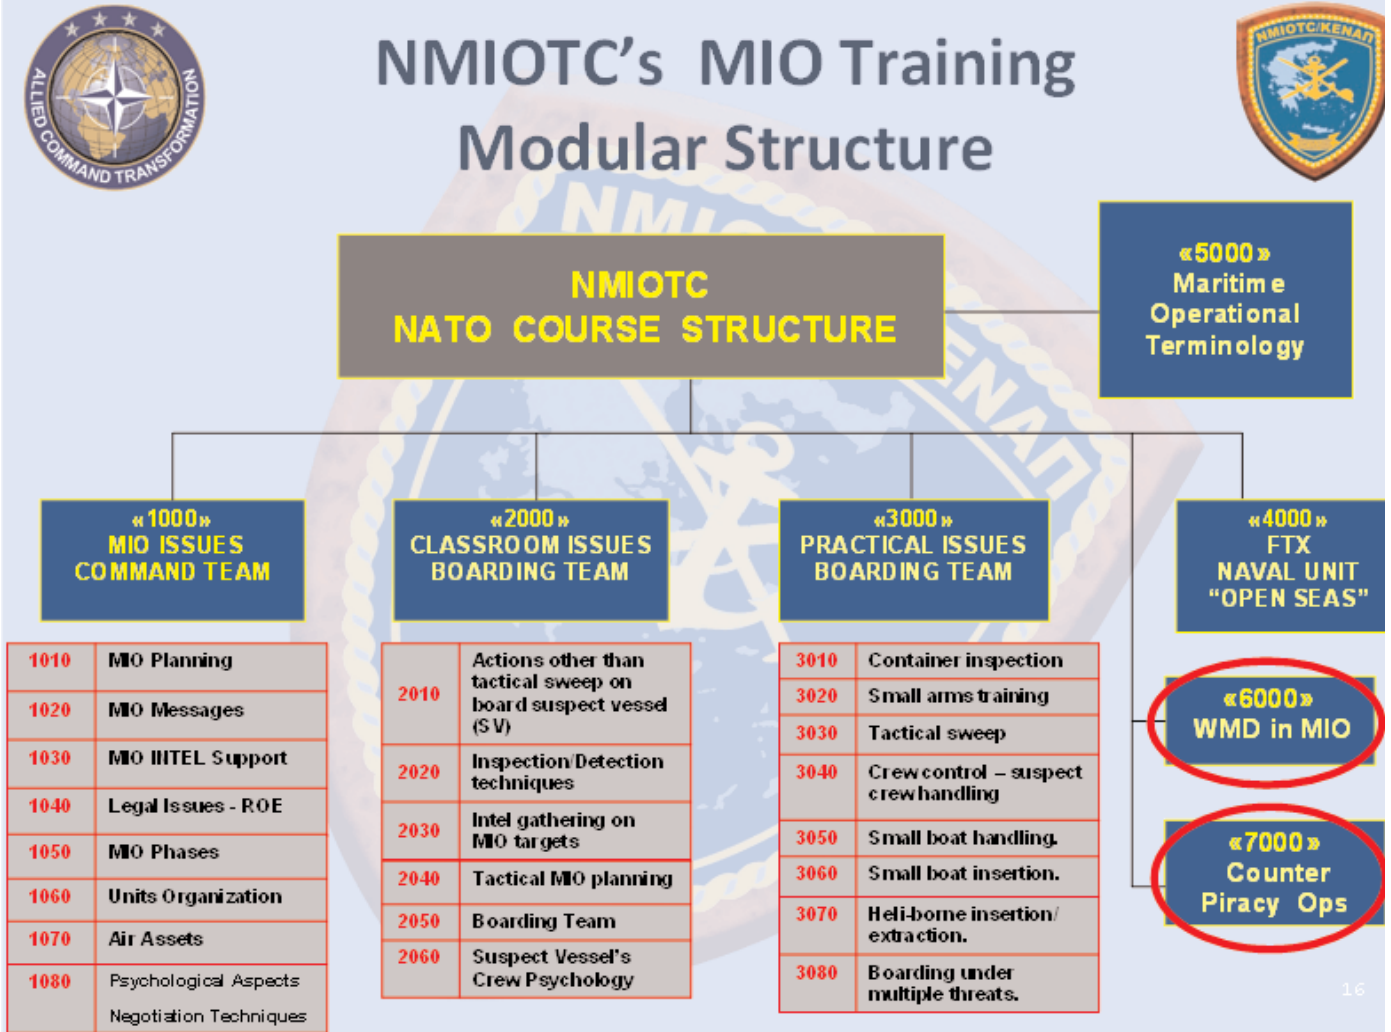 ALLIED COMMAND TRANSFORMATION
NMIOTC's MIO Training
Modular Structure
NMIOTC/ΚΕΝΑΠ
NMIOTC
NATO COURSE STRUCTURE
«5000»
Maritime
Operational
Terminology
«1000»
MIO ISSUES
COMMAND TEAM
«2000»
CLASSROOM ISSUES
BOARDING TEAM
«3000»
PRACTICAL ISSUES
BOARDING TEAM
«4000»
FTX
NAVAL UNIT
“OPEN SEAS”
«6000»
WMD in MIO
«7000»
Counter
Piracy Ops
1010 MIO Planning
1020 MIO Messages
1030 MIO INTEL Support
1040 Legal Issues - ROE
1050 MIO Phases
1060 Units Organization
1070 Air Assets
1080 Psychological Aspects
Negotiation Techniques
2010 Actions other than
tactical sweep on
board suspect vessel
(SV)
2020 Inspection/Detection
techniques
2030 Intel gathering on
MIO targets
2040 Tactical MIO planning
2050 Boarding Team
2060 Suspect Vessel's
Crew Psychology
3010 Container inspection
3020 Small arms training
3030 Tactical sweep
3040 Crew control – suspect
crew handling
3050 Small boat handling.
3060 Small boat insertion.
3070 Heli-borne insertion/
extraction.
3080 Boarding under
multiple threats.
16